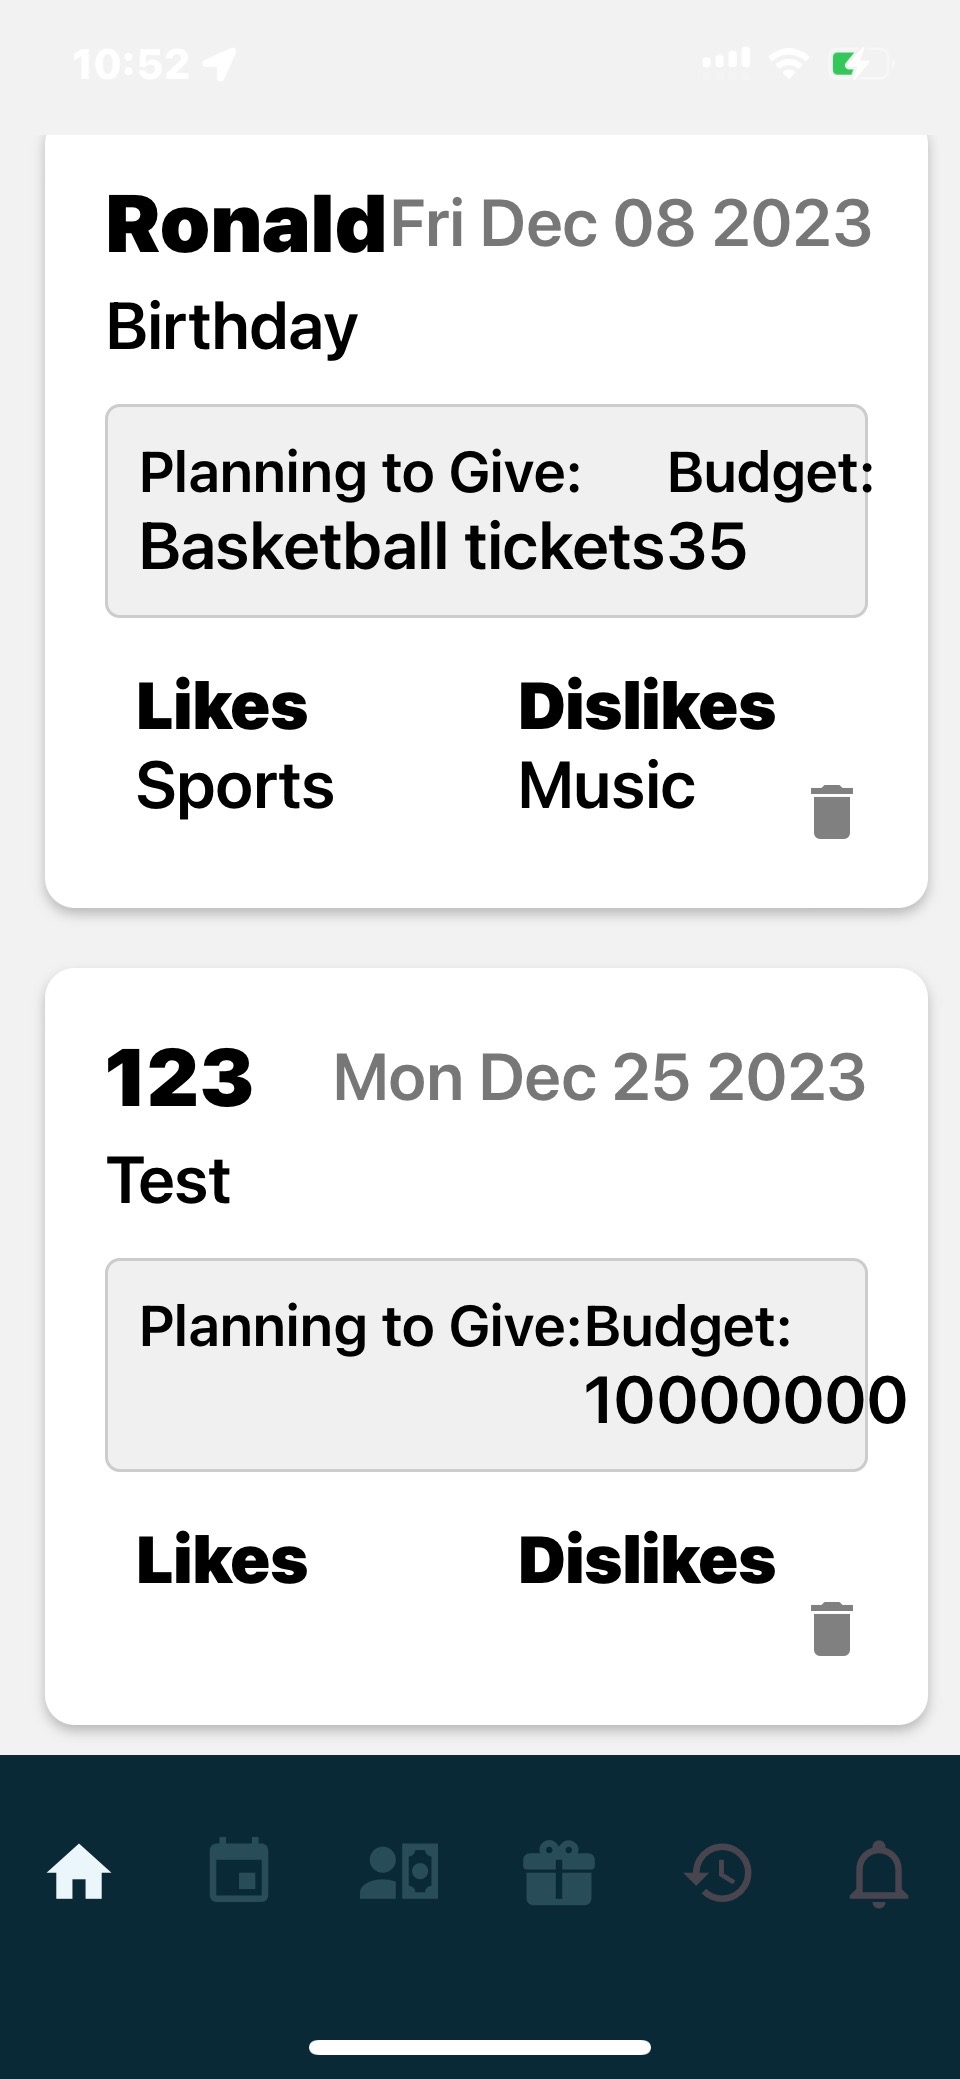 10:52
Ronald Fri Dec 08 2023
Birthday
Planning to Give: Budget:
Basketball tickets 35
Likes Dislikes
Sports Music
123 Mon Dec 25 2023
Test
Planning to Give: Budget:
10000000
Likes Dislikes